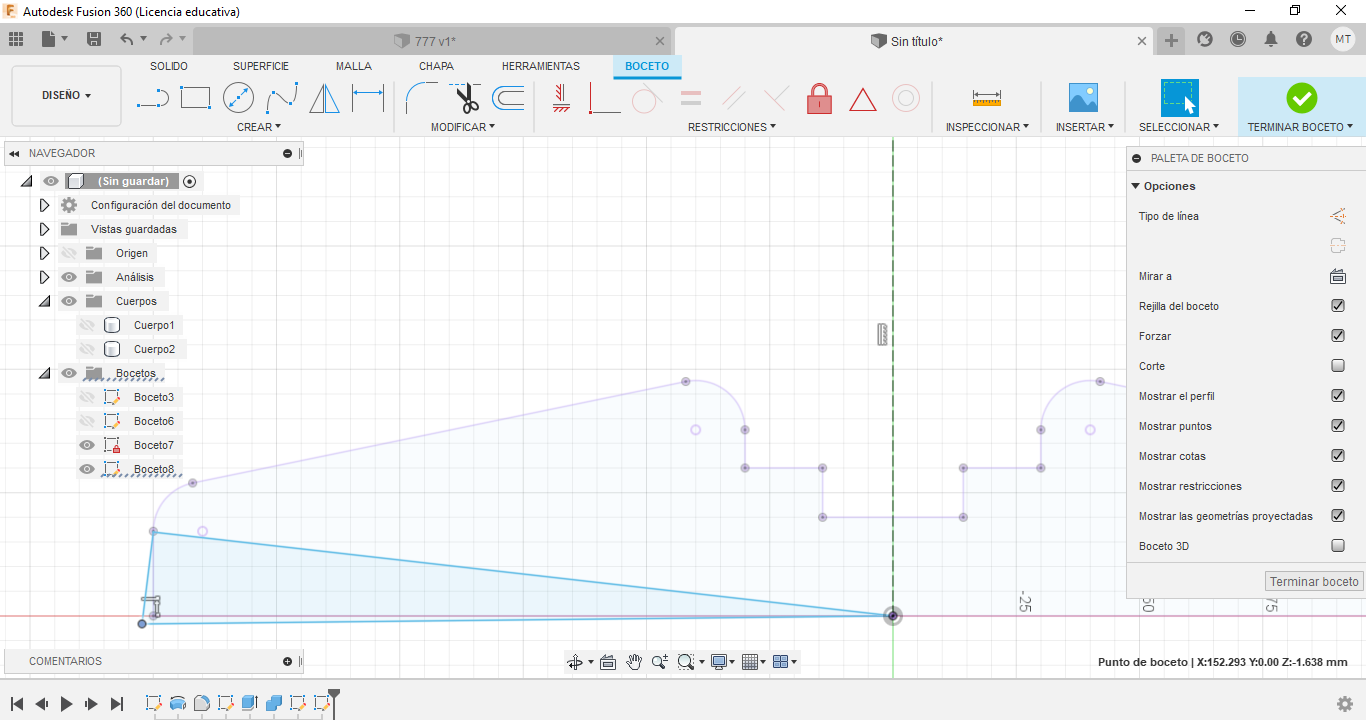 Autodesk Fusion 360 (Licencia educativa)
777 v1*
Sin título*
MT
DISEÑO
SOLIDO
SUPERFICIE
MALLA
CHAPA
HERRAMIENTAS
BOCETO
CREAR
MODIFICAR
RESTRICCIONES
INSPECCIONAR
INSERTAR
SELECCIONAR
TERMINAR BOCETO
NAVEGADOR
(Sin guardar)
Configuración del documento
Vistas guardadas
Origen
Análisis
Cuerpos
Cuerpo1
Cuerpo2
Bocetos
Boceto3
Boceto6
Boceto7
Boceto8
PALETA DE BOCETO
Opciones
Tipo de línea
Mirar a
Rejilla del boceto
Forzar
Corte
Mostrar el perfil
Mostrar puntos
Mostrar cotas
Mostrar restricciones
Mostrar las geometrías proyectadas
Boceto 3D
Terminar boceto
-25
COMENTARIOS
Punto de boceto | X:152.293 Y:0.00 Z:-1.638 mm